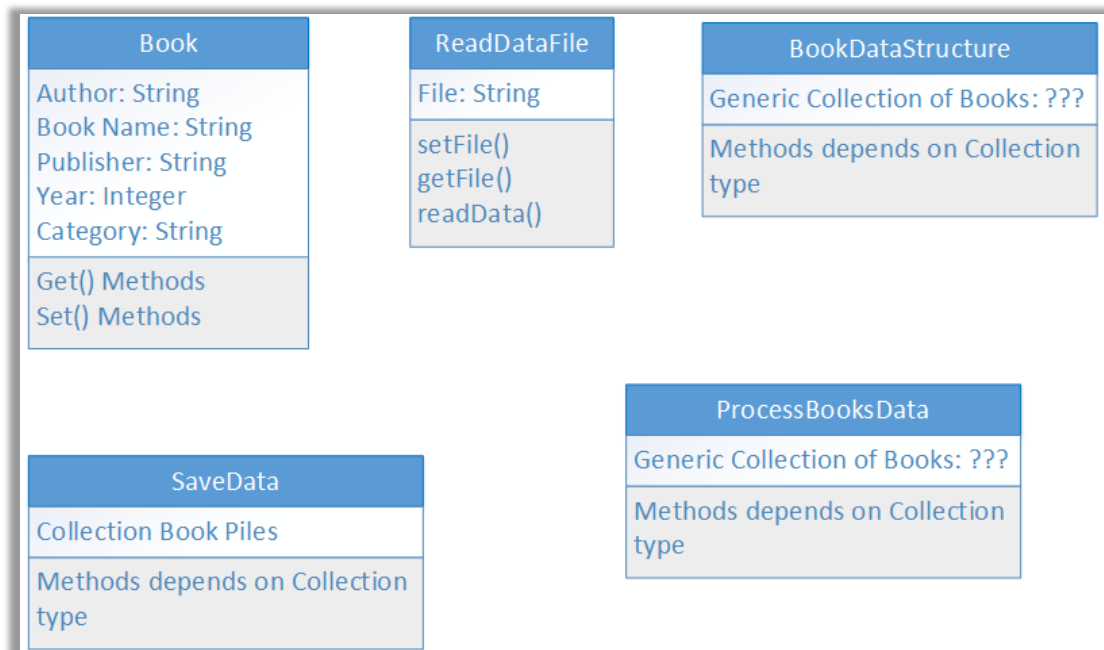 Book
Author: String
Book Name: String
Publisher: String
Year: Integer
Category: String
Get() Methods
Set() Methods
ReadDataFile
File: String
setFile()
getFile()
readData()
BookDataStructure
Generic Collection of Books: ???
Methods depends on Collection
type
SaveData
Collection Book Piles
Methods depends on Collection
type
ProcessBooksData
Generic Collection of Books: ???
Methods depends on Collection
type